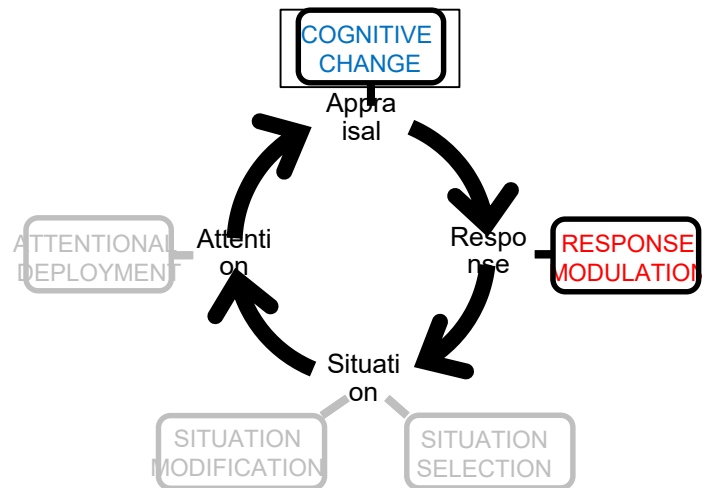 COGNITIVE
CHANGE
Appra
isal
ATTENTIONAL
DEPLOYMENT
Attenti
on
Respo
nse
RESPONSE
MODULATION
Situati
on
SITUATION
MODIFICATION
SITUATION
SELECTION